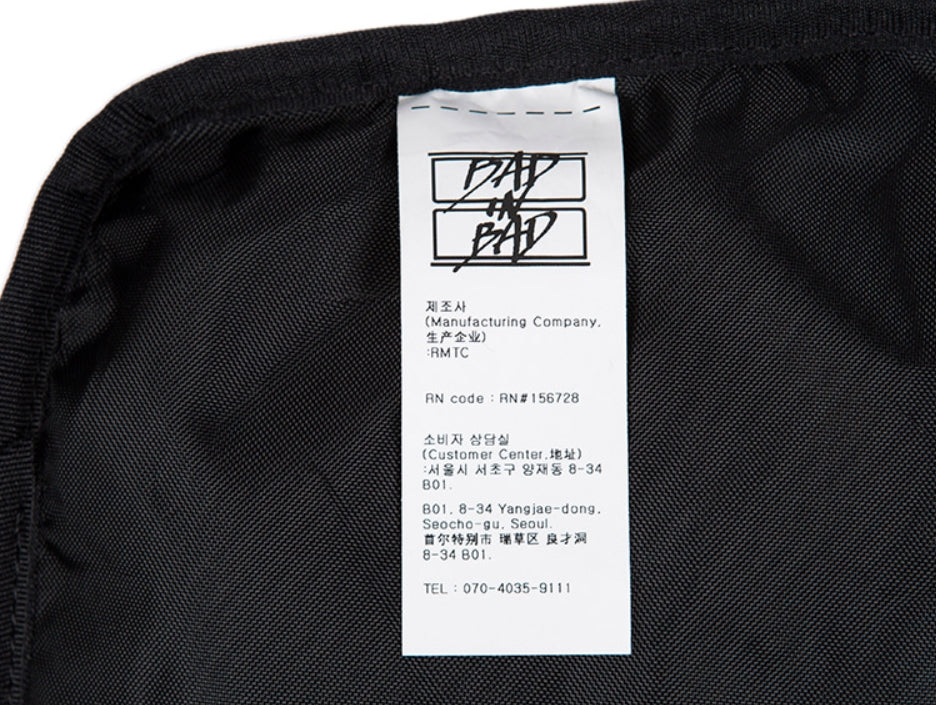 BAD
IN
BAD
제조사
(Manufacturing Company,
生产企业)
:RMTC
RN code : RN#156728
소비자 상담실
(Customer Center,地址)
:서울시 서초구 양재동 8-34
B01.
B01, 8-34 Yangjae-dong,
Seocho-gu, Seoul.
首尔特别市 瑞草区 良才洞
8-34 B01.
TEL : 070-4035-9111